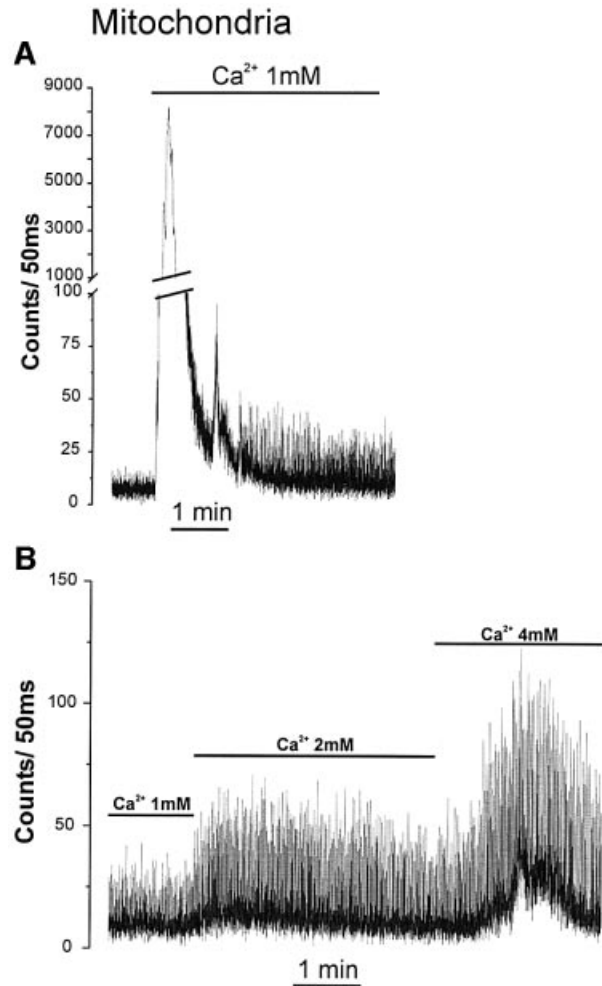 Mitochondria
A
Ca²⁺ 1mM
9000
7000
5000
3000
1000
100
75
50
25
0
Counts/ 50ms
1 min
B
150
100
50
0
Counts/ 50ms
Ca²⁺ 1mM
Ca²⁺ 2mM
Ca²⁺ 4mM
1 min